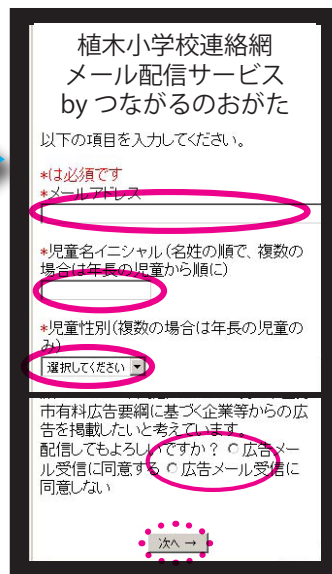 植木小学校連絡網
メール配信サービス
by つながるのおがた
以下の項目を入力してください。
*は必須です
*メールアドレス
*児童名イニシャル(名姓の順で、複数の
場合は年長の児童から順に)
*児童性別(複数の場合は年長の児童の
み)
選択してください
市有料広告要綱に基づく企業等からの広
告を掲載したいと考えています。
配信してもよろしいですか? ○広告メー
ル受信に同意する ○広告メール受信に
同意しない
次へ →